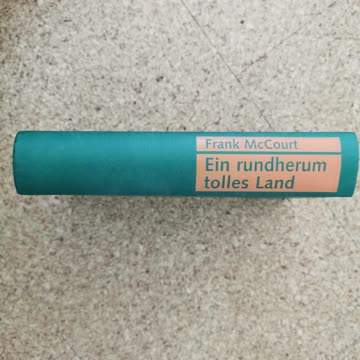 Frank McCourt
Ein rundherum
tolles Land